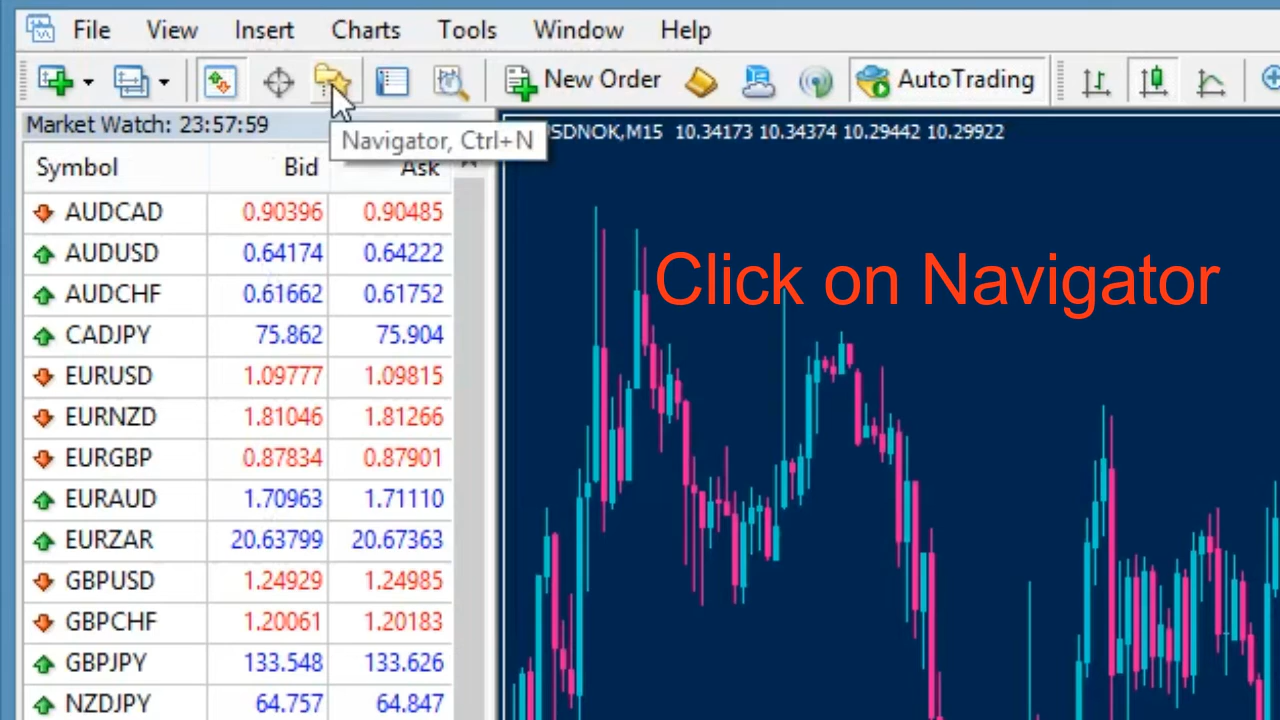 File View Insert Charts Tools Window Help
New Order AutoTrading
Market Watch: 23:57:59
Navigator, Ctrl+N
SDNOK,M15 10.34173 10.34374 10.29442 10.29922
Symbol Bid Ask
AUDCAD 0.90396 0.90485
AUDUSD 0.64174 0.64222
AUDCHF 0.61662 0.61752
CADJPY 75.862 75.904
EURUSD 1.09777 1.09815
EURNZD 1.81046 1.81266
EURGBP 0.87834 0.87901
EURAUD 1.70963 1.71110
EURZAR 20.63799 20.67363
GBPUSD 1.24929 1.24985
GBPCHF 1.20061 1.20183
GBPJPY 133.548 133.626
NZDJPY 64.757 64.847
Click on Navigator